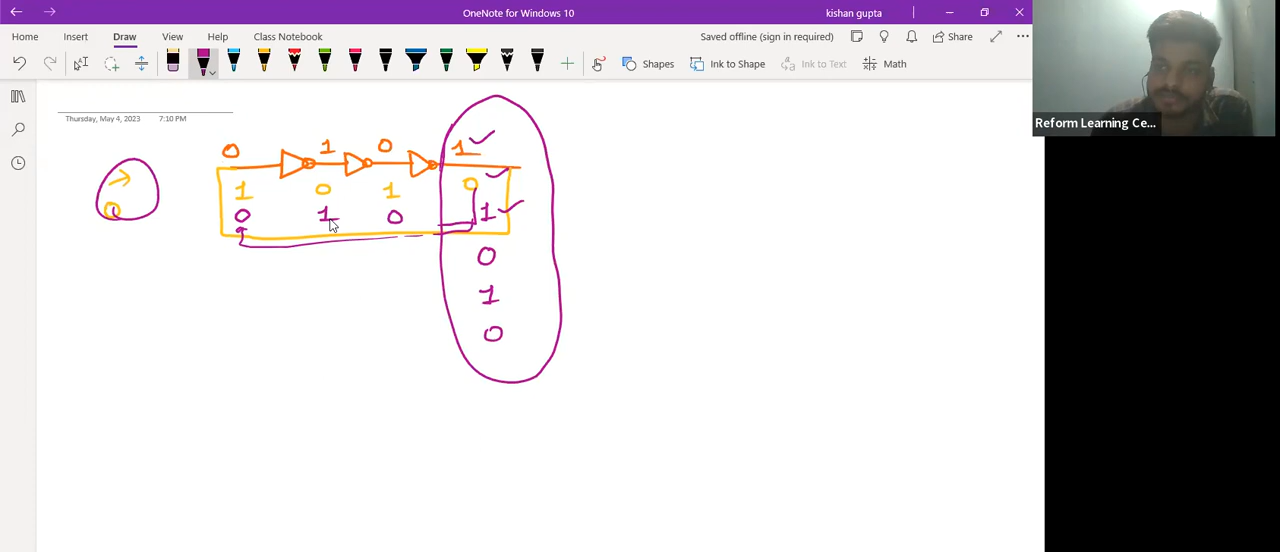 OneNote for Windows 10
kishan gupta
Home Insert Draw View Help Class Notebook
Saved offline (sign in required)
Share
Shapes
Ink to Shape
Ink to Text
Math
Reform Learning Ce...
Thursday, May 4, 2023 7:10 PM
0 1 0 1
1 0 1 0
0 1 0 1
0
1
0
0